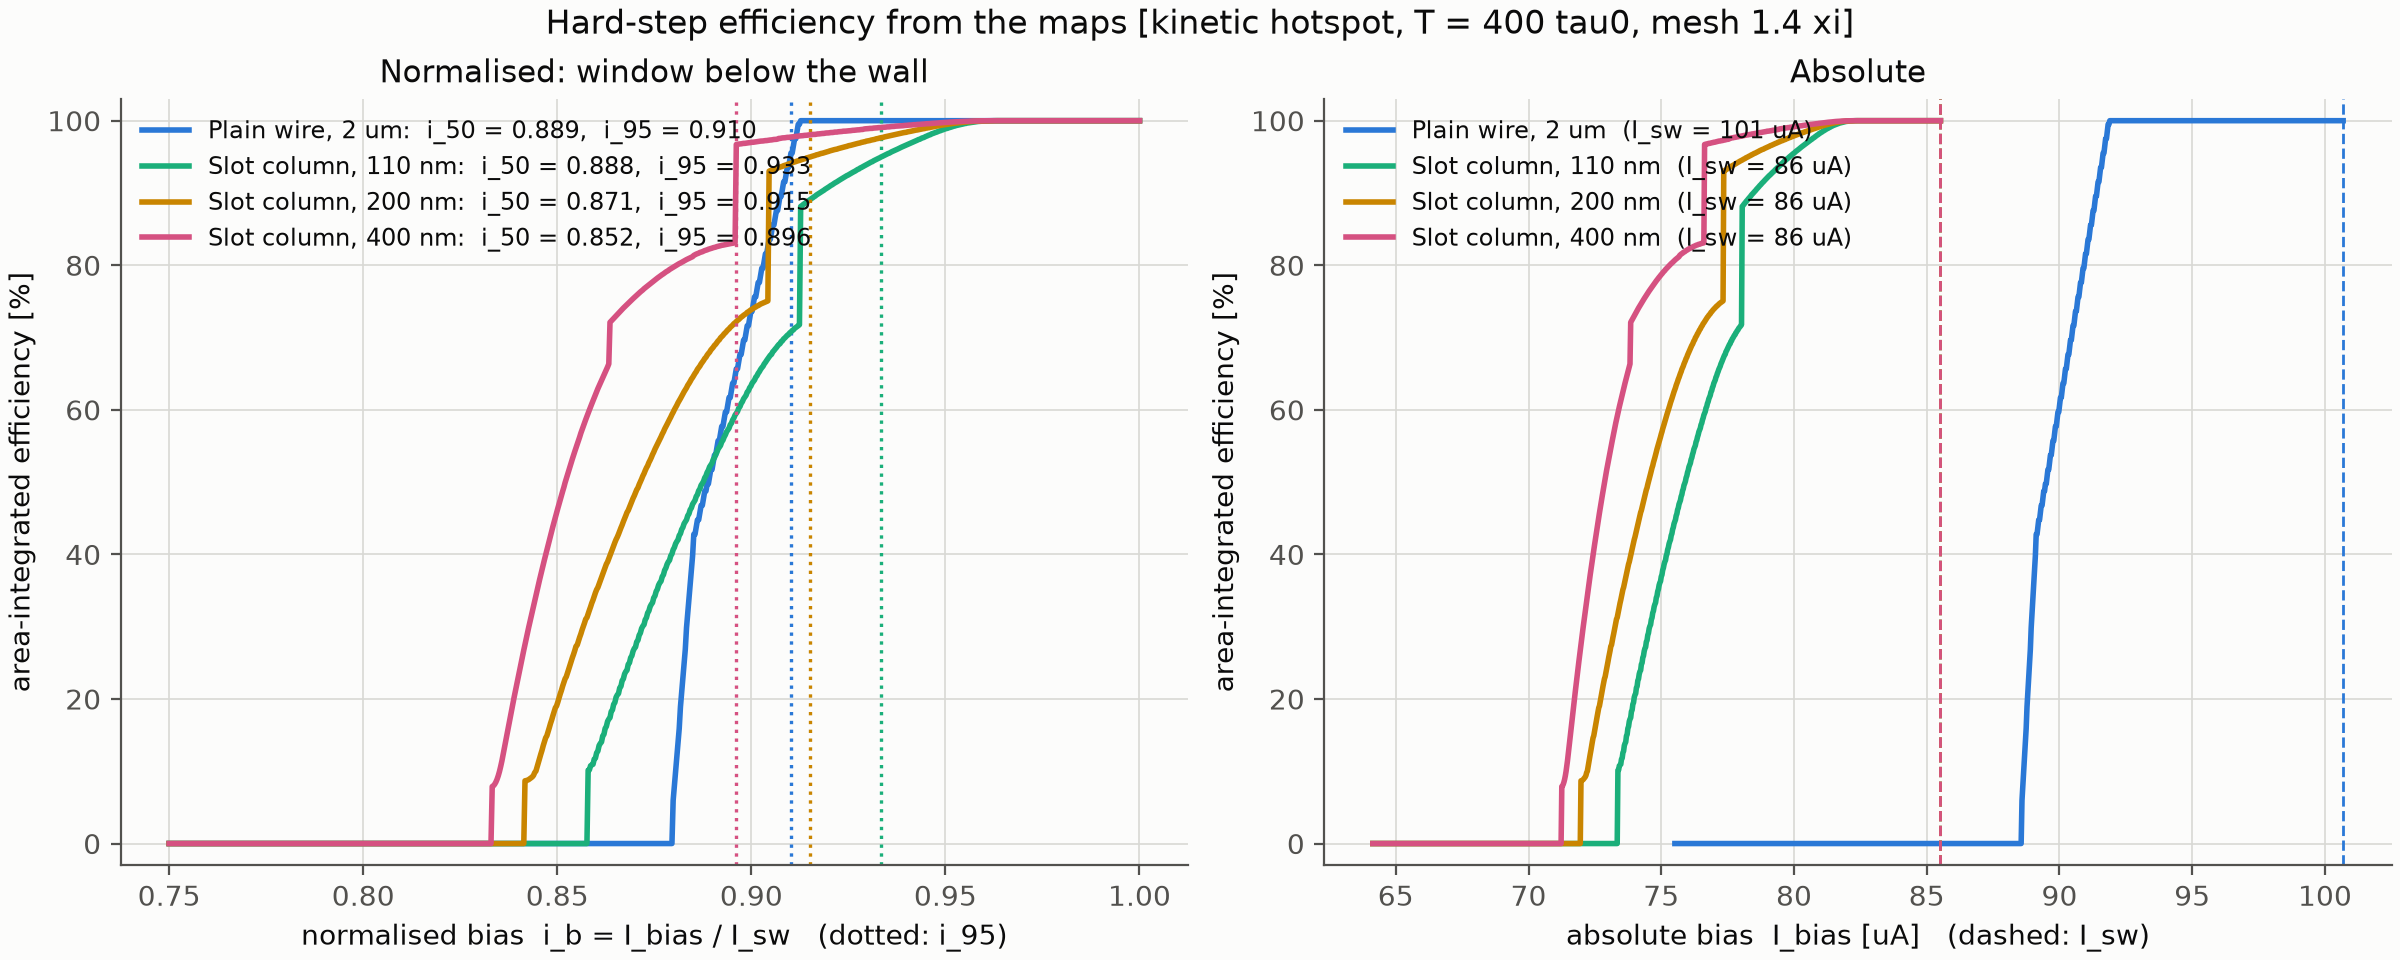 Hard-step efficiency from the maps [kinetic hotspot, T = 400 tau0, mesh 1.4 xi]
Normalised: window below the wall
area-integrated efficiency [%]
100
80
60
40
20
0
Plain wire, 2 um:  i_50 = 0.889,  i_95 = 0.910
Slot column, 110 nm:  i_50 = 0.888,  i_95 = 0.933
Slot column, 200 nm:  i_50 = 0.871,  i_95 = 0.915
Slot column, 400 nm:  i_50 = 0.852,  i_95 = 0.896
0.75 0.80 0.85 0.90 0.95 1.00
normalised bias  i_b = I_bias / I_sw   (dotted: i_95)
Absolute
area-integrated efficiency [%]
100
80
60
40
20
0
Plain wire, 2 um  (I_sw = 101 uA)
Slot column, 110 nm  (I_sw = 86 uA)
Slot column, 200 nm  (I_sw = 86 uA)
Slot column, 400 nm  (I_sw = 86 uA)
65 70 75 80 85 90 95 100
absolute bias  I_bias [uA]   (dashed: I_sw)